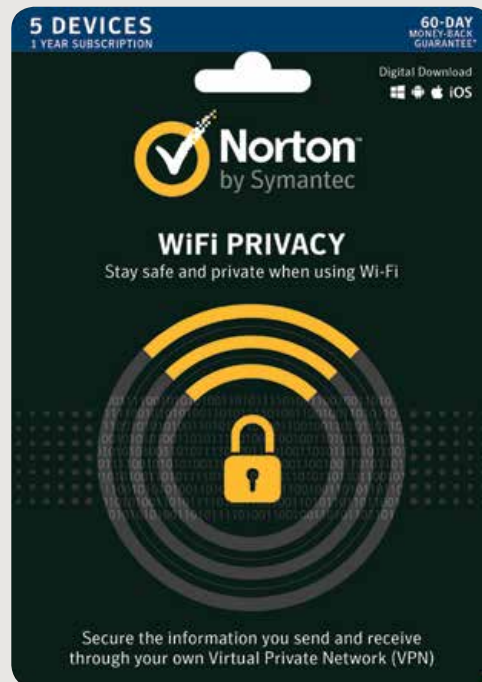 5 DEVICES
1 YEAR SUBSCRIPTION
60-DAY
MONEY-BACK
GUARANTEE*
Digital Download
iOS
Norton™
by Symantec
WiFi PRIVACY
Stay safe and private when using Wi-Fi
Secure the information you send and receive
through your own Virtual Private Network (VPN)